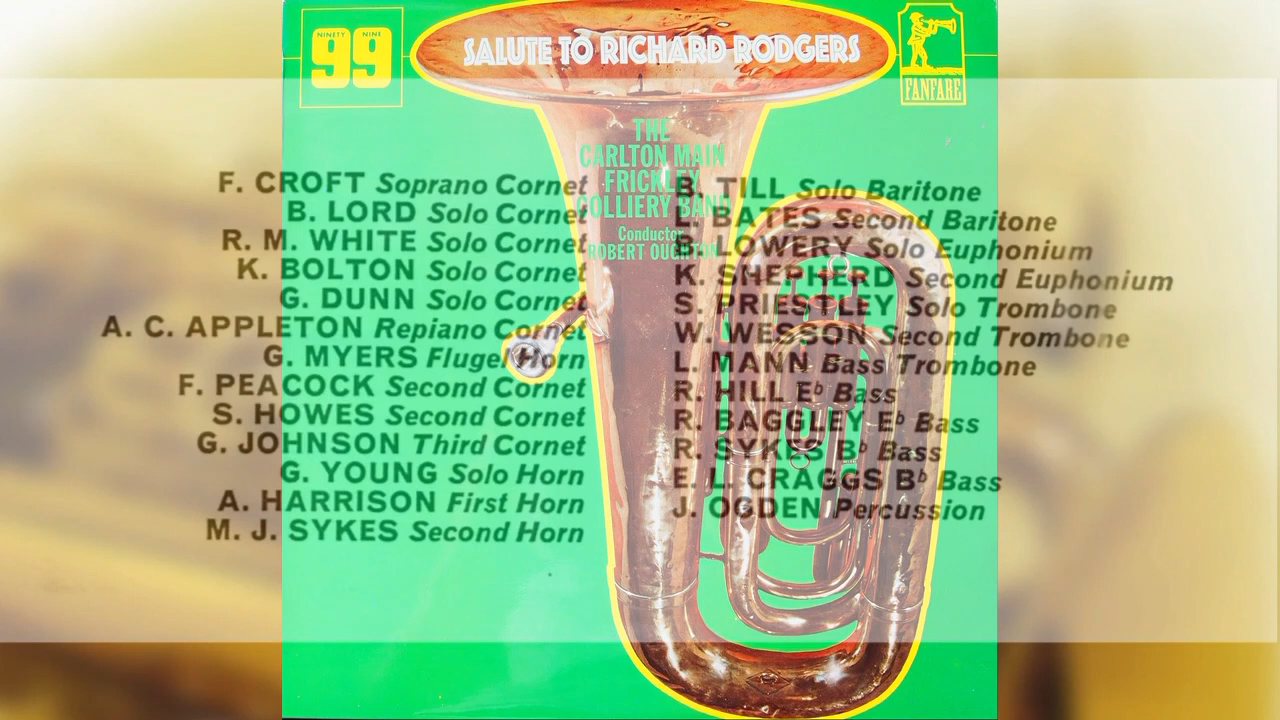 NINETY NINE
99
SALUTE TO RICHARD RODGERS
FANFARE
THE
CARLTON MAIN
FRICKLEY
COLLIERY BAND
Conductor
ROBERT OUGHTON
F. CROFT Soprano Cornet
B. LORD Solo Cornet
R. M. WHITE Solo Cornet
K. BOLTON Solo Cornet
G. DUNN Solo Cornet
A. C. APPLETON Repiano Cornet
G. MYERS Flugel Horn
F. PEACOCK Second Cornet
S. HOWES Second Cornet
G. JOHNSON Third Cornet
G. YOUNG Solo Horn
A. HARRISON First Horn
M. J. SYKES Second Horn
B. TILL Solo Baritone
L. BATES Second Baritone
LOWERY Solo Euphonium
K. SHEPHERD Second Euphonium
S. PRIESTLEY Solo Trombone
W. WESSON Second Trombone
L. MANN Bass Trombone
R. HILL E♭ Bass
R. BAGGLEY E♭ Bass
R. SYKES B♭ Bass
E. L. CRAGGS B♭ Bass
J. OGDEN Percussion